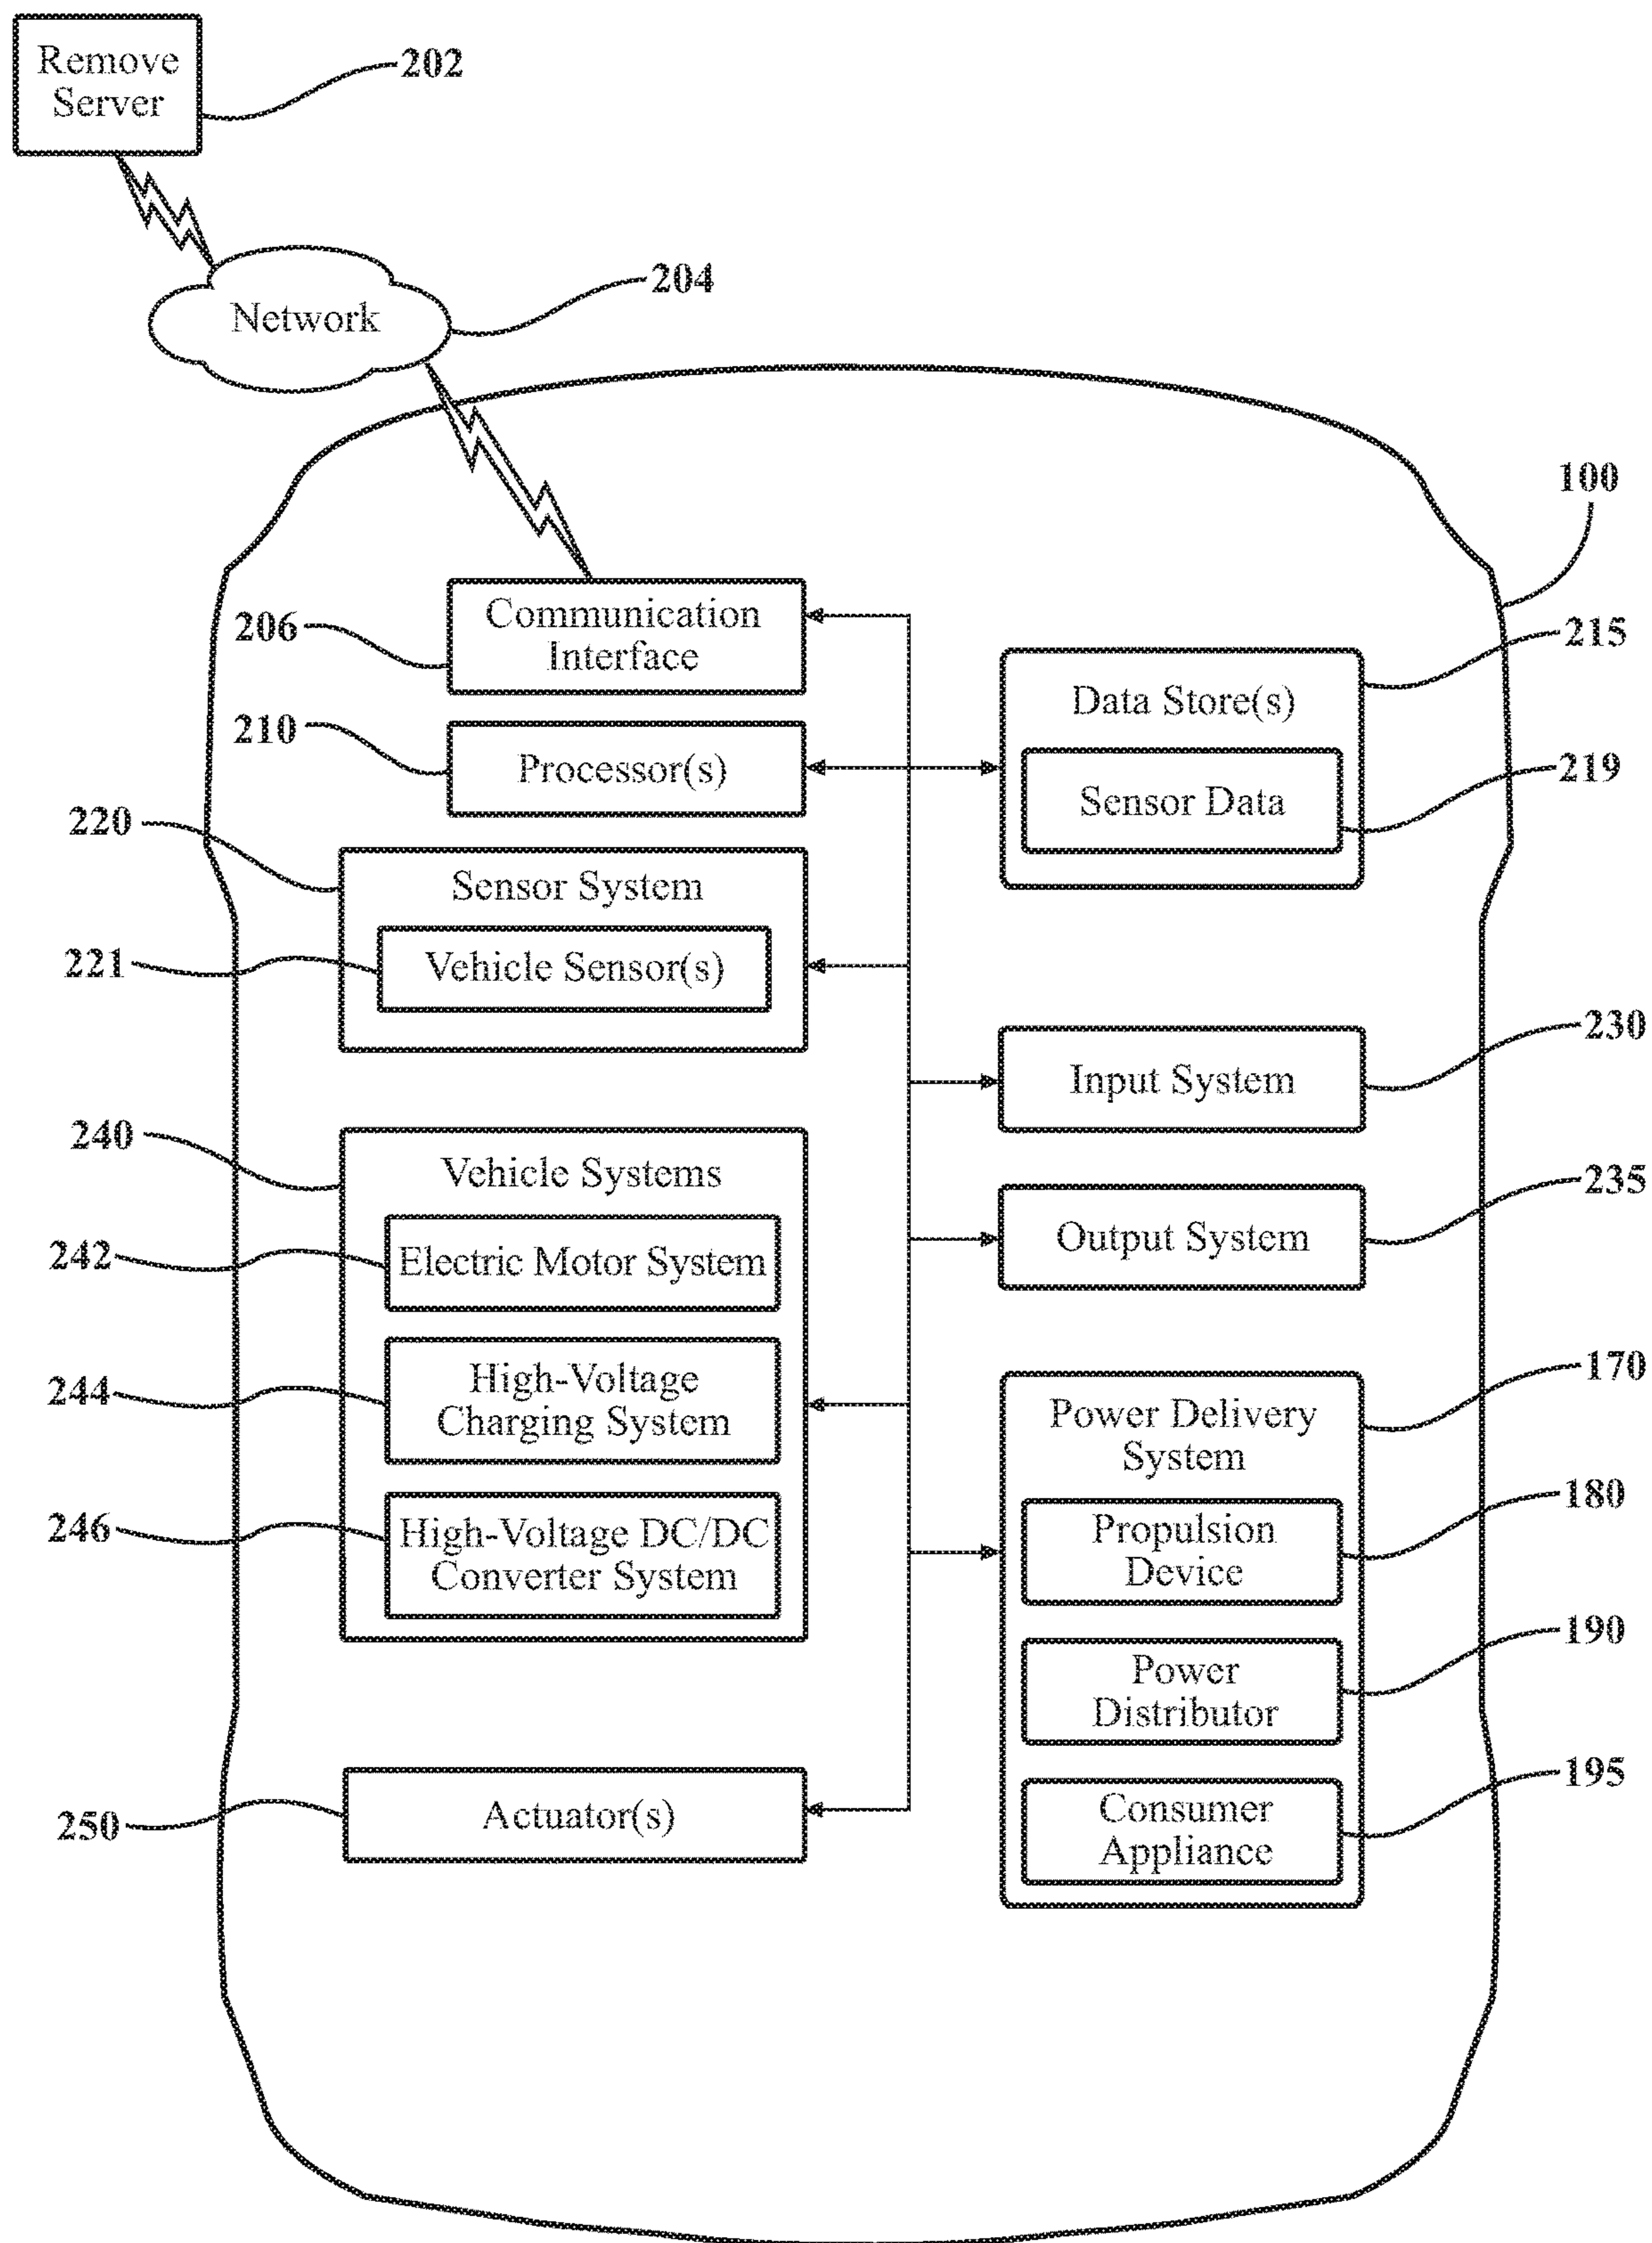 Remove
Server
202
Network
204
100
Communication
Interface
206
215
Data Store(s)
210
Processor(s)
219
Sensor Data
220
Sensor System
221
Vehicle Sensor(s)
230
Input System
240
Vehicle Systems
235
Output System
242
Electric Motor System
244
High-Voltage
Charging System
170
Power Delivery
System
246
High-Voltage DC/DC
Converter System
180
Propulsion
Device
190
Power
Distributor
195
Consumer
Appliance
250
Actuator(s)